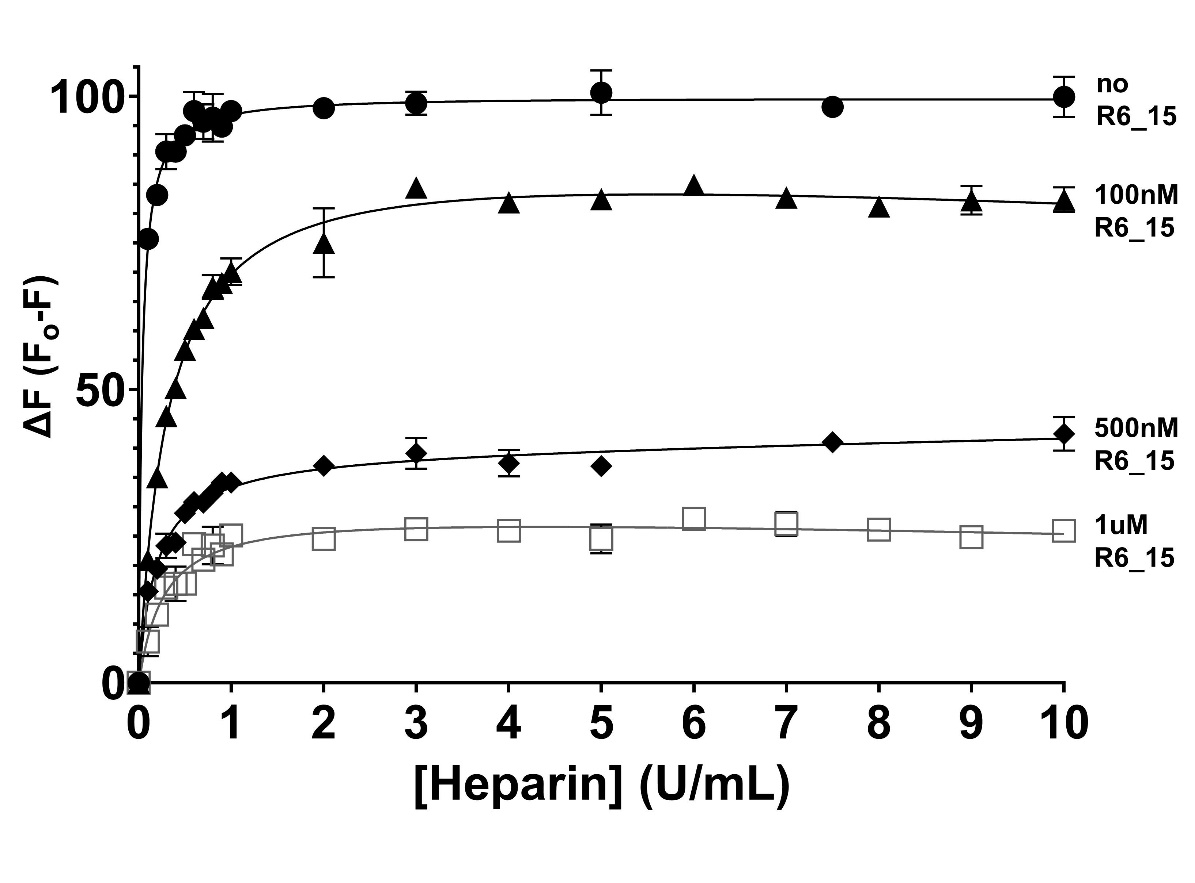 100
50
0
ΔF (Fo-F)
no
R6_15
100nM
R6_15
500nM
R6_15
1uM
R6_15
0 1 2 3 4 5 6 7 8 9 10
[Heparin] (U/mL)